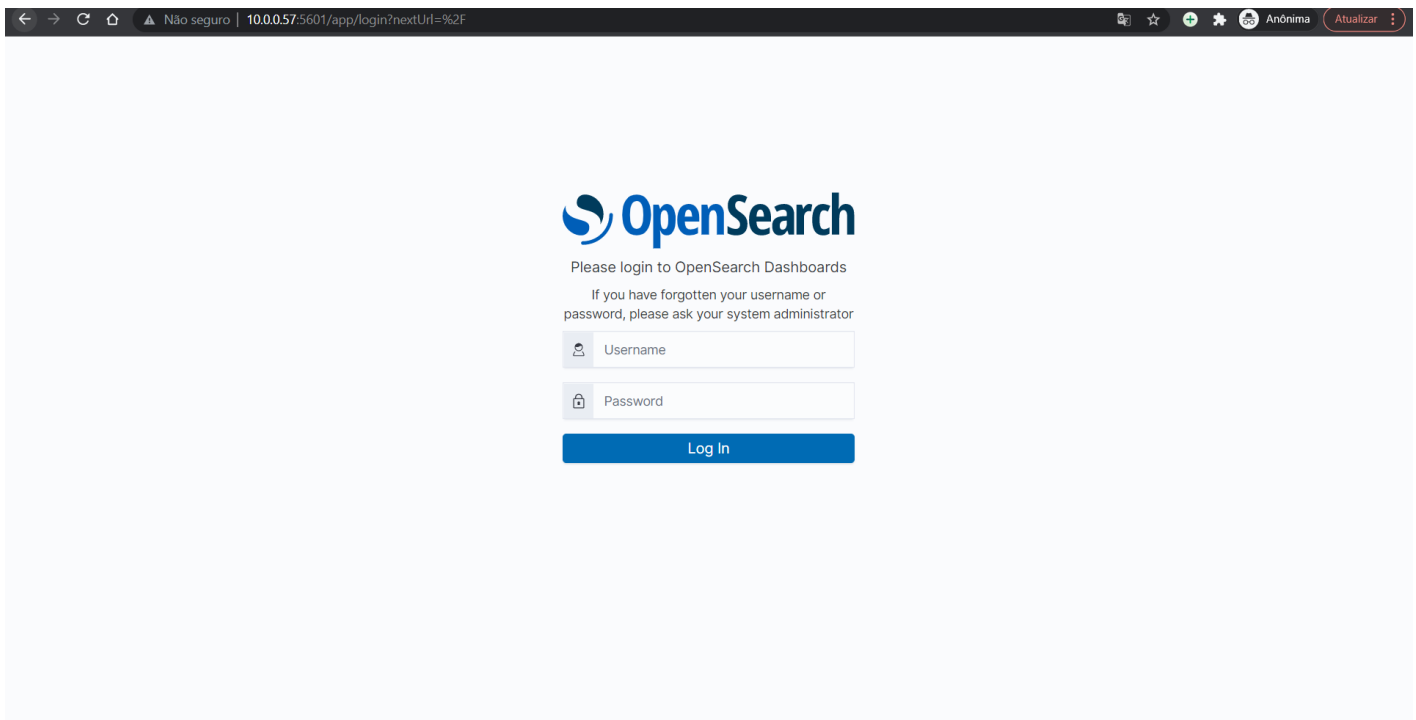 Não seguro | 10.0.0.57:5601/app/login?nextUrl=%2F
Anônima
Atualizar
OpenSearch
Please login to OpenSearch Dashboards
If you have forgotten your username or
password, please ask your system administrator
Username
Password
Log In